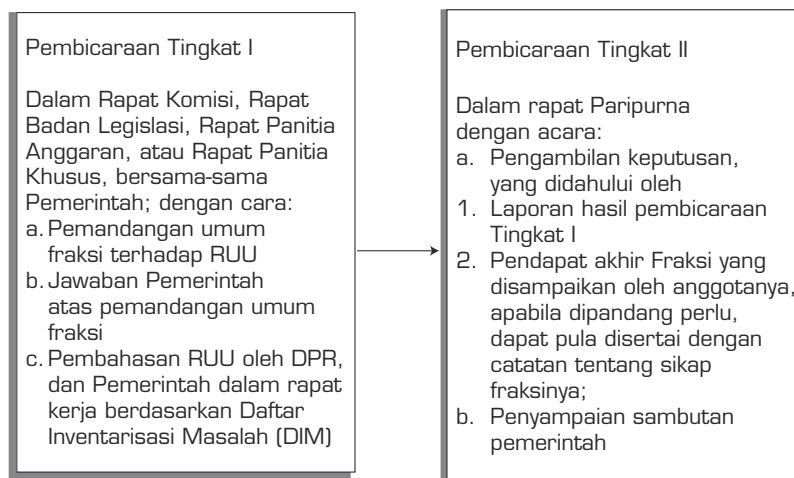 Pembicaraan Tingkat I
Dalam Rapat Komisi, Rapat
Badan Legislasi, Rapat Panitia
Anggaran, atau Rapat Panitia
Khusus, bersama-sama
Pemerintah; dengan cara:
a. Pemandangan umum
fraksi terhadap RUU
b. Jawaban Pemerintah
atas pemandangan umum
fraksi
c. Pembahasan RUU oleh DPR,
dan Pemerintah dalam rapat
kerja berdasarkan Daftar
Inventarisasi Masalah (DIM)
Pembicaraan Tingkat II
Dalam rapat Paripurna
dengan acara:
a. Pengambilan keputusan,
yang didahului oleh
1. Laporan hasil pembicaraan
Tingkat I
2. Pendapat akhir Fraksi yang
disampaikan oleh anggotanya,
apabila dipandang perlu,
dapat pula disertai dengan
catatan tentang sikap
fraksinya;
b. Penyampaian sambutan
pemerintah